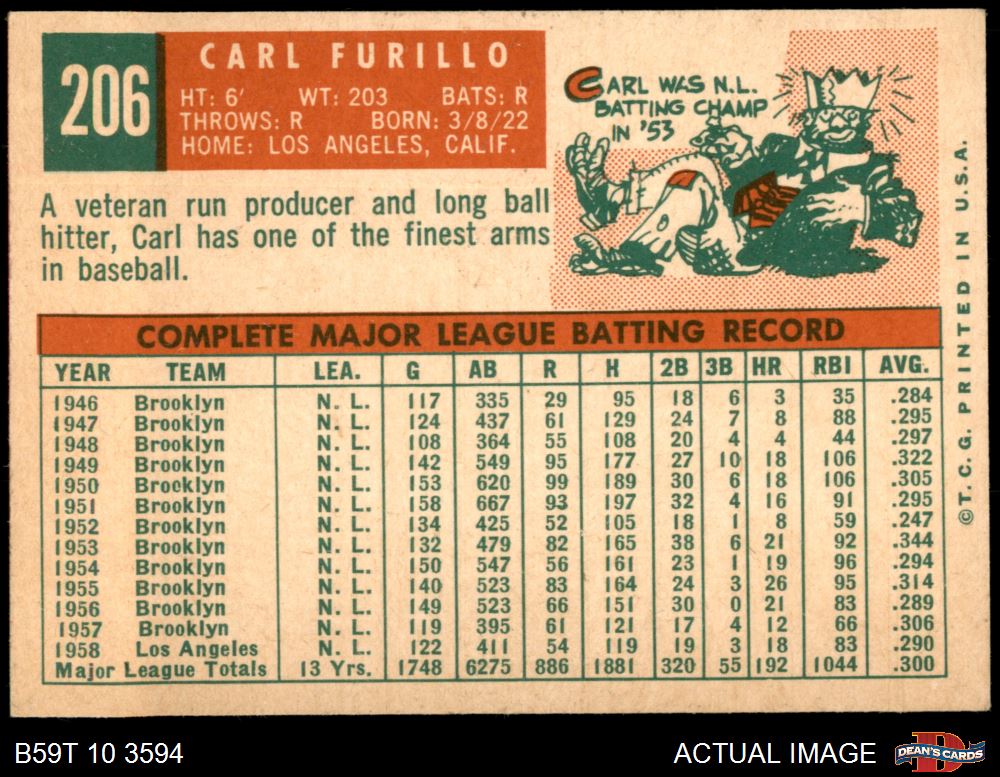 206
CARL FURILLO
HT: 6' WT: 203 BATS: R
THROWS: R BORN: 3/8/22
HOME: LOS ANGELES, CALIF.
CARL WAS N.L.
BATTING CHAMP
IN '53
A veteran run producer and long ball
hitter, Carl has one of the finest arms
in baseball.
COMPLETE MAJOR LEAGUE BATTING RECORD
YEAR TEAM LEA. G AB R H 2B 3B HR RBI AVG.
1946 Brooklyn N. L. 117 335 29 95 18 6 3 35 .284
1947 Brooklyn N. L. 124 437 61 129 24 7 8 88 .295
1948 Brooklyn N. L. 108 364 55 108 20 4 4 44 .297
1949 Brooklyn N. L. 142 549 95 177 27 10 18 106 .322
1950 Brooklyn N. L. 153 620 99 189 30 6 18 106 .305
1951 Brooklyn N. L. 158 667 93 197 32 4 16 91 .295
1952 Brooklyn N. L. 134 425 52 105 18 1 8 59 .247
1953 Brooklyn N. L. 132 479 82 165 38 6 21 92 .344
1954 Brooklyn N. L. 150 547 56 161 23 1 19 96 .294
1955 Brooklyn N. L. 140 523 83 164 24 3 26 95 .314
1956 Brooklyn N. L. 149 523 66 151 30 0 21 83 .289
1957 Brooklyn N. L. 119 395 61 121 17 4 12 66 .306
1958 Los Angeles N. L. 122 411 54 119 19 3 18 83 .290
Major League Totals 13 Yrs. 1748 6275 886 1881 320 55 192 1044 .300
©T. C. G. PRINTED IN U.S.A.
B59T 10 3594
ACTUAL IMAGE
DEAN'S CARDS